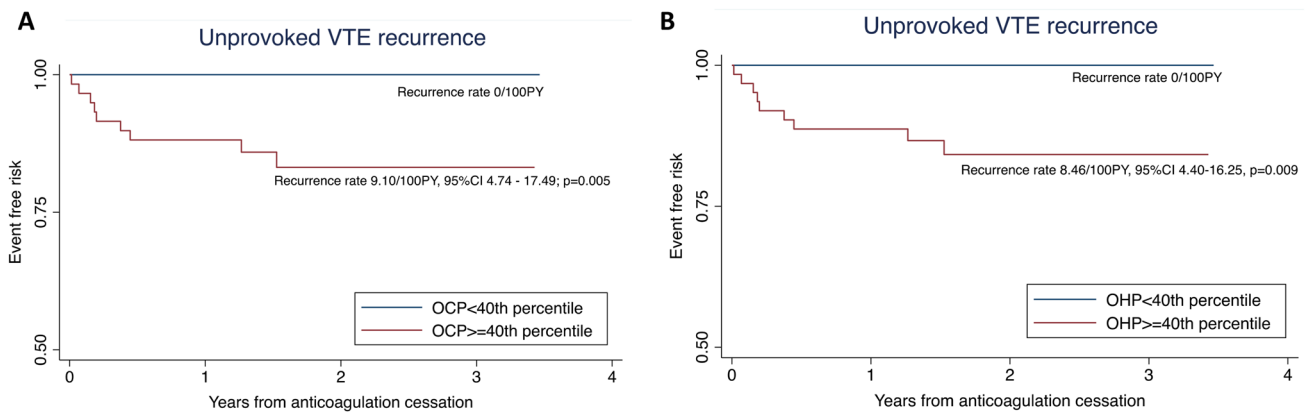 A
Unprovoked VTE recurrence
1.00
0.75
0.50
Event free risk
Recurrence rate 0/100PY
Recurrence rate 9.10/100PY, 95%CI 4.74 - 17.49; p=0.005
OCP<40th percentile
OCP>=40th percentile
0 1 2 3 4
Years from anticoagulation cessation
B
Unprovoked VTE recurrence
1.00
0.75
0.50
Event free risk
Recurrence rate 0/100PY
Recurrence rate 8.46/100PY, 95%CI 4.40-16.25, p=0.009
OHP<40th percentile
OHP>=40th percentile
0 1 2 3 4
Years from anticoagulation cessation